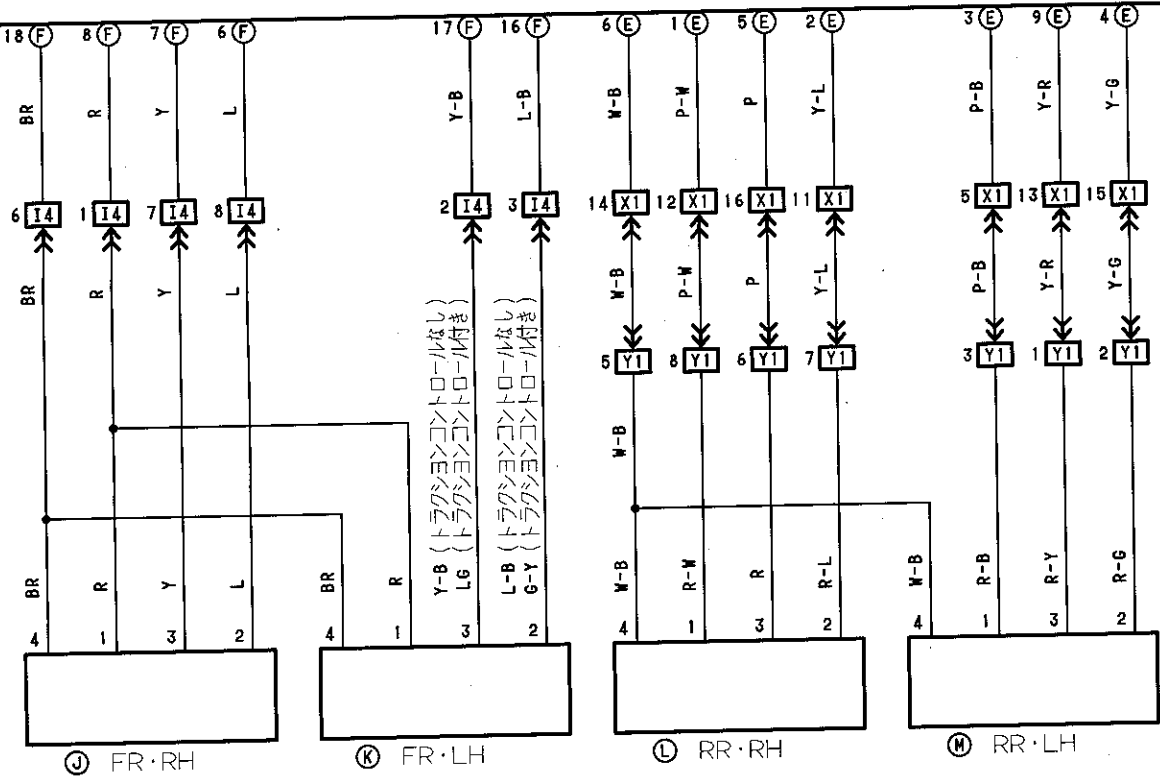 18 F 8 F 7 F 6 F 17 F 16 F 6 E 1 E 5 E 2 E 3 E 9 E 4 E
BR R Y L Y-B L-B W-B P-W P Y-L P-B Y-R Y-G
6 I4 1 I4 7 I4 8 I4 2 I4 3 I4 14 X1 12 X1 16 X1 11 X1 5 X1 13 X1 15 X1
BR R Y L W-B P-W P Y-L P-B Y-R Y-G
5 Y1 8 Y1 6 Y1 7 Y1 3 Y1 1 Y1 2 Y1
W-B
Y-B (トラクションコントロール無し)
LG (トラクションコントロール付き)
L-B (トラクションコントロール無し)
G-Y (トラクションコントロール付き)
BR R Y L BR R W-B R-W R R-L W-B R-B R-Y R-G
4 1 3 2 4 1 3 2 4 1 3 2 4 1 3 2
J FR·RH
K FR·LH
L RR·RH
M RR·LH